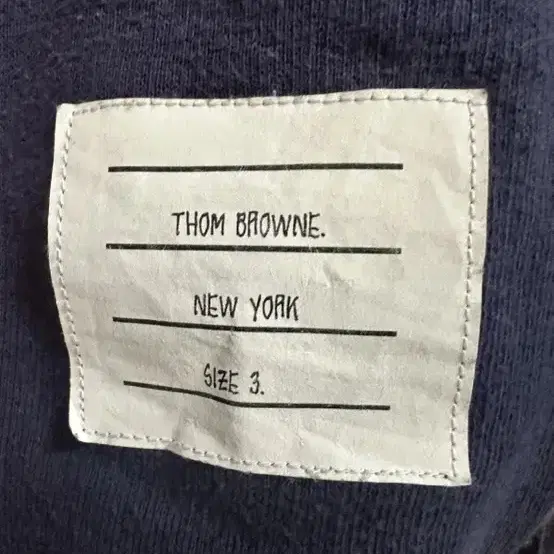 THOM BROWNE.
NEW YORK
SIZE 3.